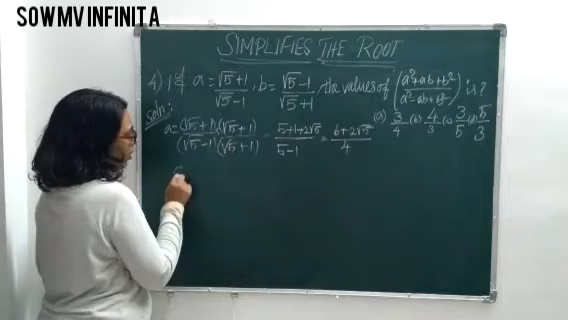 SOWMV INFINITA
SIMPLIFIES THE ROOT
4) If a = √5+1/√5-1, b = √5-1/√5+1, the values of (a²+ab+b²/a²-ab+b²) is?
(a) 3/4 (b) 4/3 (c) 3/5 (d) 5/3
Soln:
a = (√5+1)(√5+1)/(√5-1)(√5+1) = 5+1+2√5/5-1 = 6+2√5/4